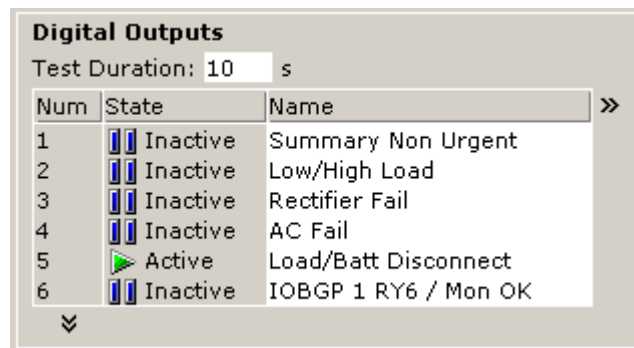 Digital Outputs
Test Duration: 10 s
Num State Name
1 Inactive Summary Non Urgent
2 Inactive Low/High Load
3 Inactive Rectifier Fail
4 Inactive AC Fail
5 Active Load/Batt Disconnect
6 Inactive IOBGP 1 RY6 / Mon OK